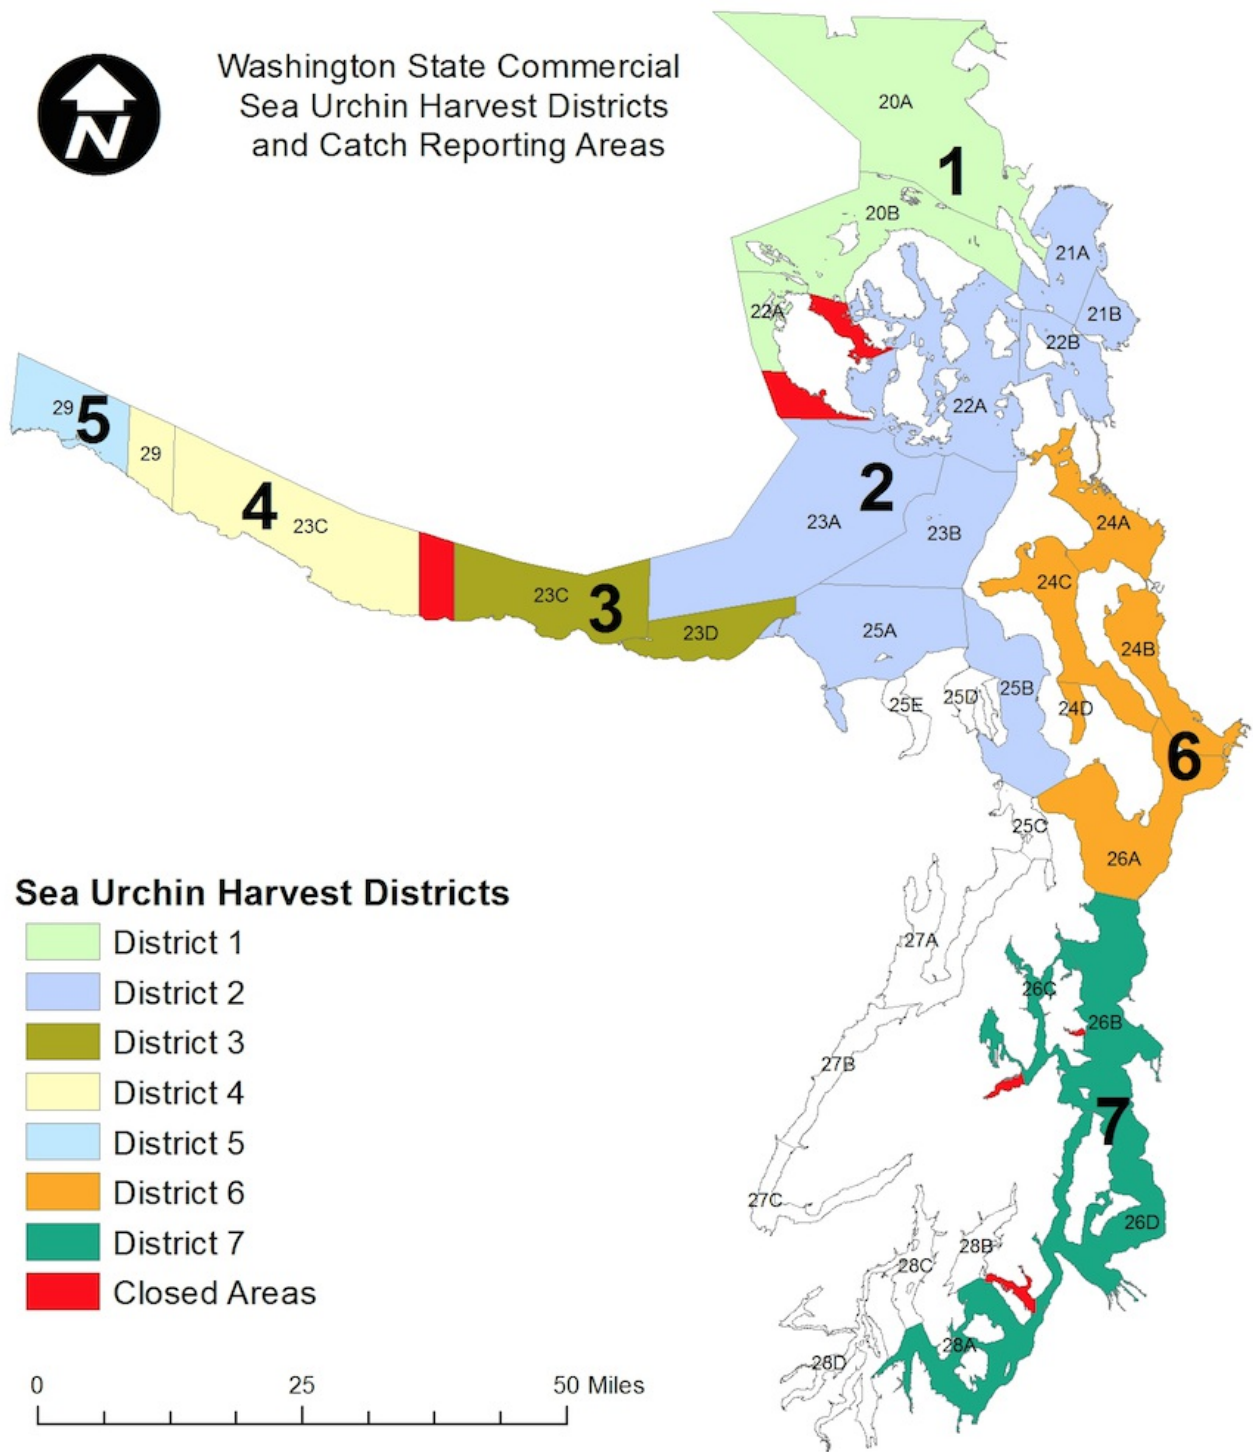 N
Washington State Commercial
Sea Urchin Harvest Districts
and Catch Reporting Areas
20A
1
20B
21A
22A
21B
22B
29
5
22A
29
4
23C
2
23A
23B
24A
23C
3
24C
23D
25A
24B
25E
25D
25B
24D
6
25C
26A
27A
26C
26B
27B
7
27C
26D
28B
28C
28A
28D
Sea Urchin Harvest Districts
District 1
District 2
District 3
District 4
District 5
District 6
District 7
Closed Areas
0 25 50 Miles